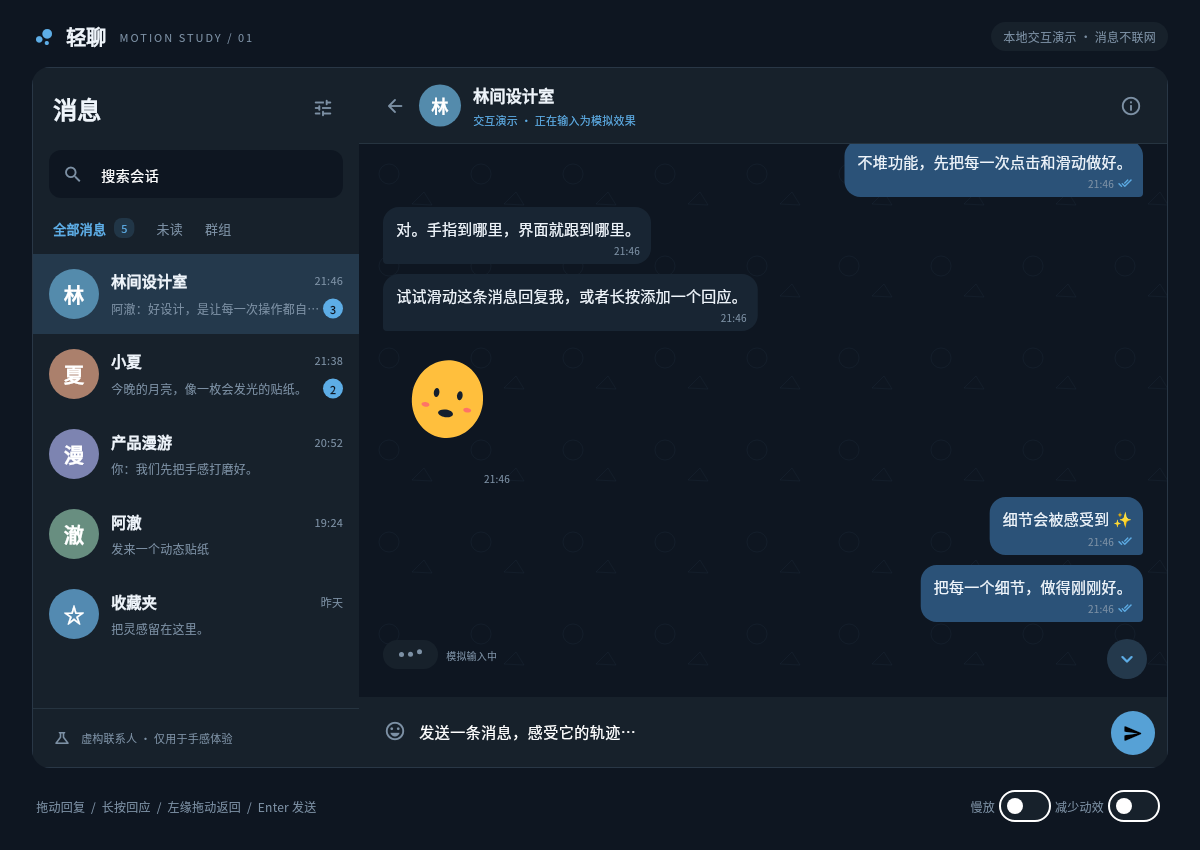 轻聊 MOTION STUDY / 01
本地交互演示 · 消息不联网
消息
搜索会话
全部消息 5 未读 群组
林 林间设计室 21:46
阿澈：好设计，是让每一次操作都自… 3
夏 小夏 21:38
今晚的月亮，像一枚会发光的贴纸。 2
漫 产品漫游 20:52
你：我们先把手感打磨好。
澈 阿澈 19:24
发来一个动态贴纸
收藏夹 昨天
把灵感留在这里。
虚构联系人 · 仅用于手感体验
林 林间设计室
交互演示 · 正在输入为模拟效果
不堆功能，先把每一次点击和滑动做好。
21:46
对。手指到哪里，界面就跟到哪里。
21:46
试试滑动这条消息回复我，或者长按添加一个回应。
21:46
21:46
细节会被感受到 ✨
21:46
把每一个细节，做得刚刚好。
21:46
模拟输入中
发送一条消息，感受它的轨迹…
拖动回复 / 长按回应 / 左缘拖动返回 / Enter 发送
慢放 减少动效